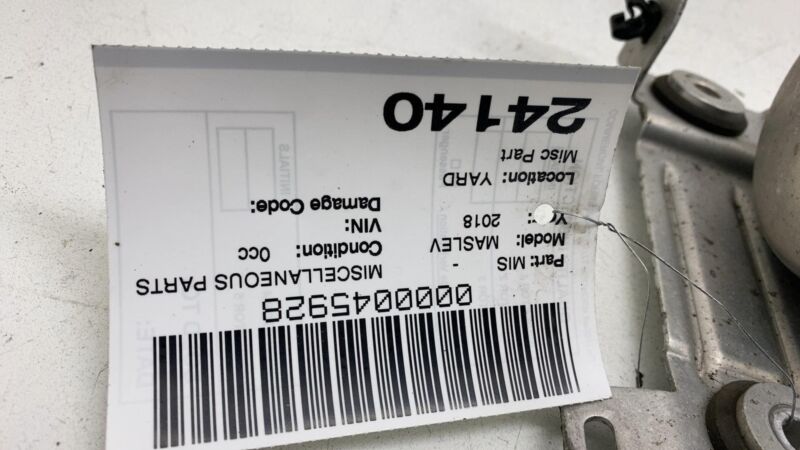 0000045928
MISCELLANEOUS PARTS
Part: MIS -
Condition: 0cc
Model: MASLEV
VIN:
Year: 2018
Damage Code:
Location: YARD
Misc Part
24140